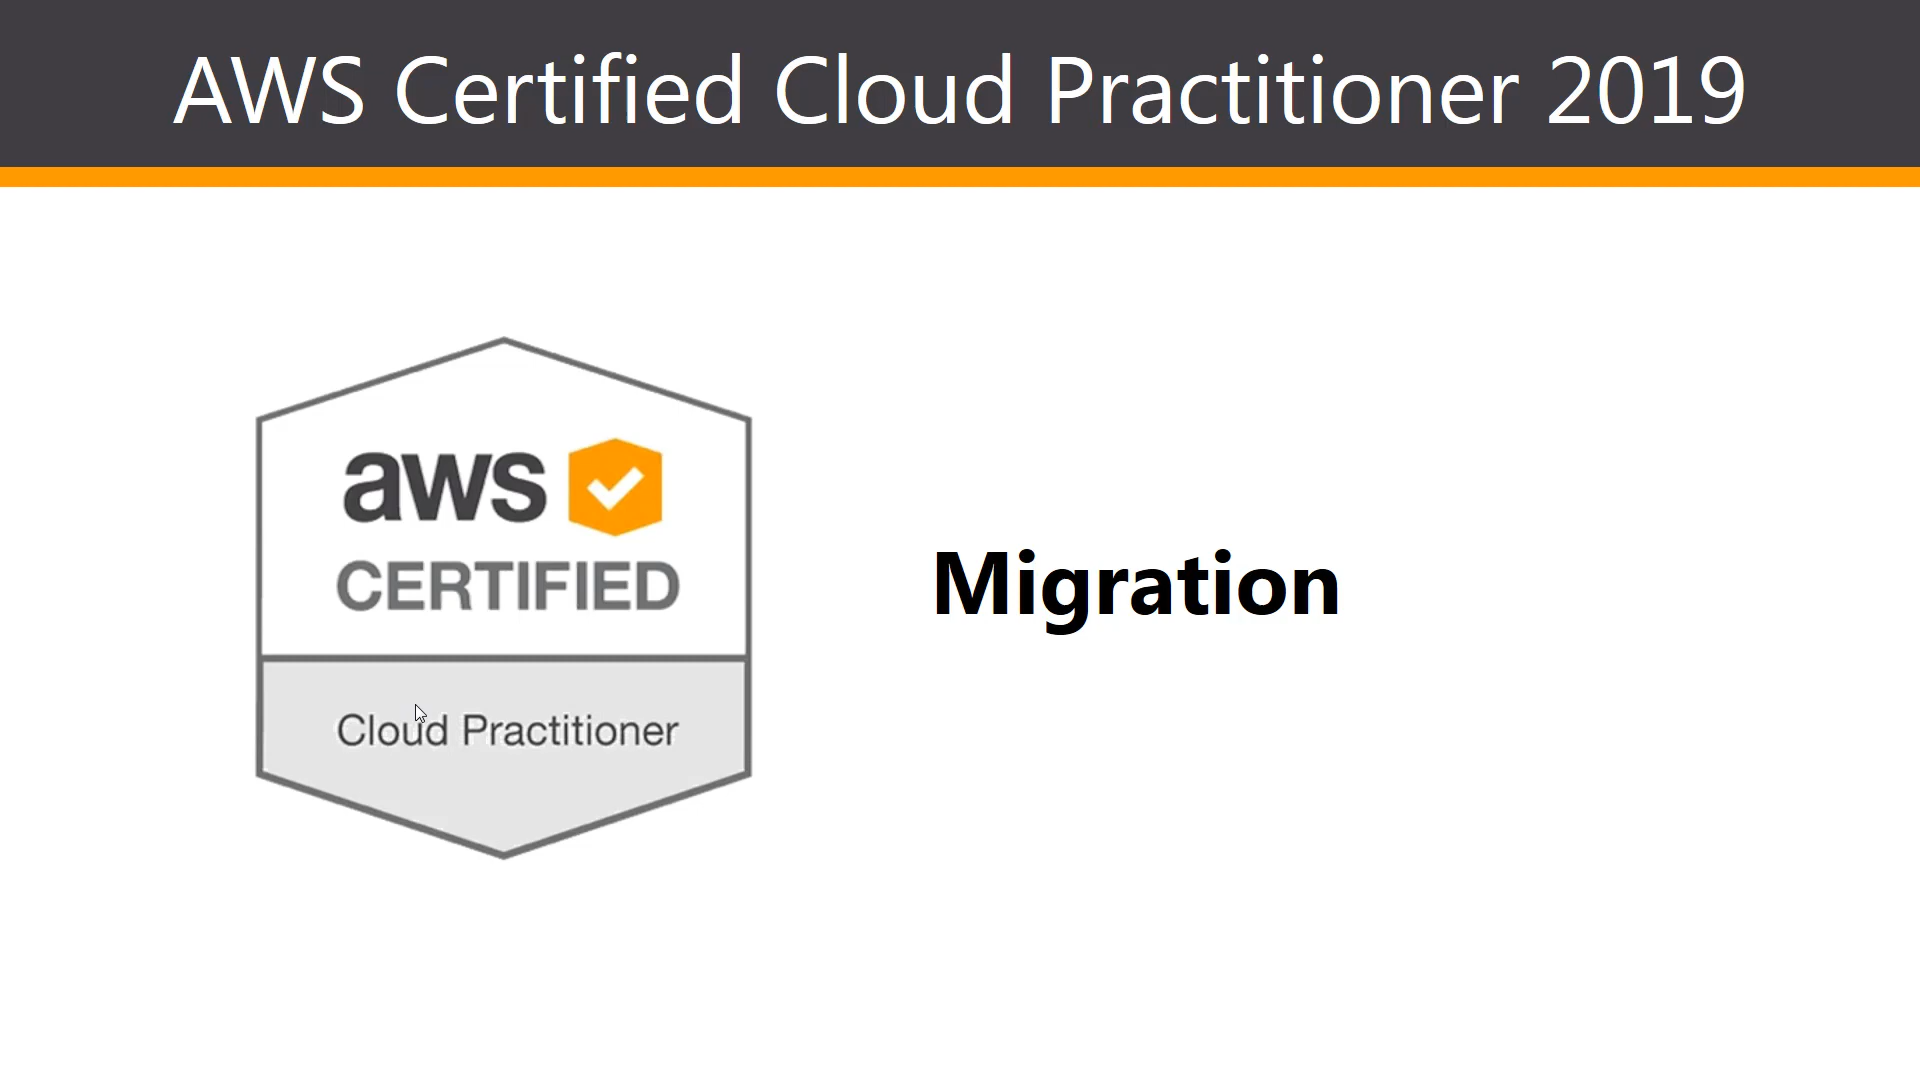 AWS Certified Cloud Practitioner 2019
aws
CERTIFIED
Cloud Practitioner
Migration